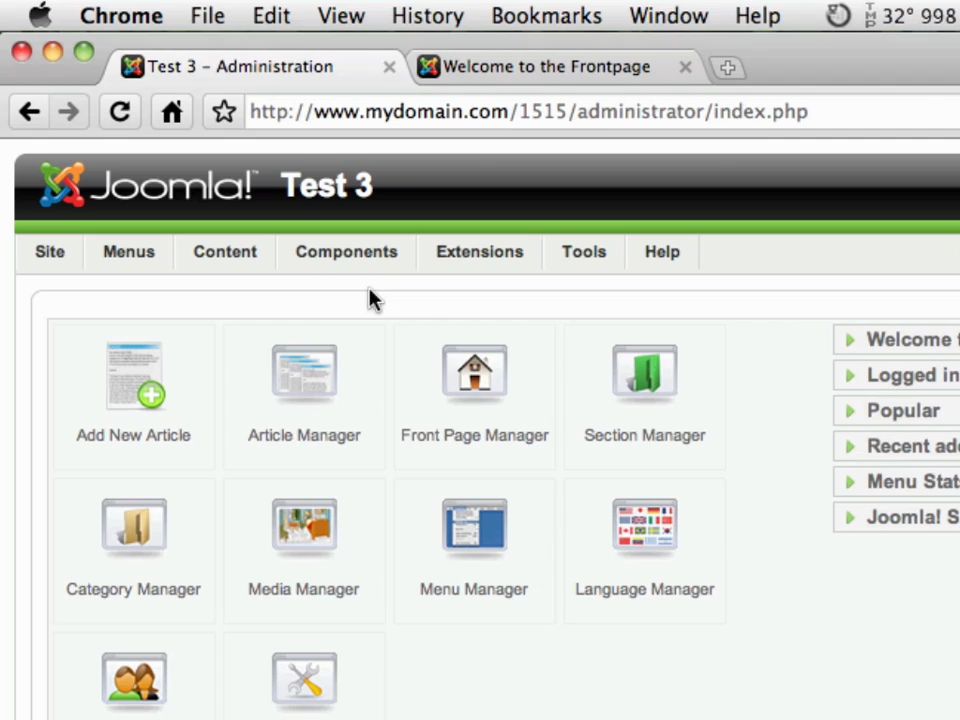 Chrome File Edit View History Bookmarks Window Help 32° 998
Test 3 – Administration Welcome to the Frontpage
http://www.mydomain.com/1515/administrator/index.php
Joomla!™ Test 3
Site Menus Content Components Extensions Tools Help
Add New Article Article Manager Front Page Manager Section Manager
Category Manager Media Manager Menu Manager Language Manager
Welcome
Logged in
Popular
Recent
Menu
Joomla!